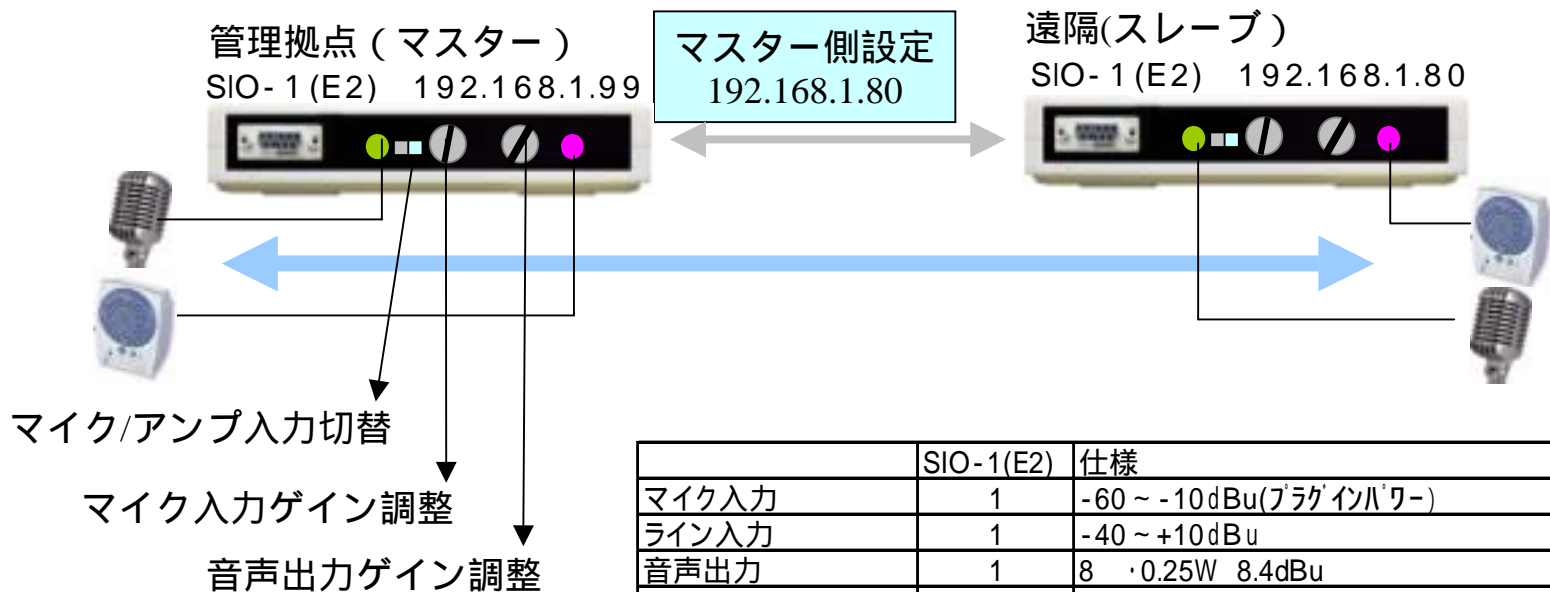 管理拠点（マスター）
SIO-1(E2) 192.168.1.99
マスター側設定
192.168.1.80
遠隔(スレーブ）
SIO-1(E2) 192.168.1.80
マイク/アンプ入力切替
マイク入力ゲイン調整
音声出力ゲイン調整
SIO-1(E2) 仕様
マイク入力 1 -60～-10dBu(ﾌﾟﾗｸﾞｲﾝﾊﾟﾜｰ)
ライン入力 1 -40～+10dBu
音声出力 1 8 ･0.25W 8.4dBu